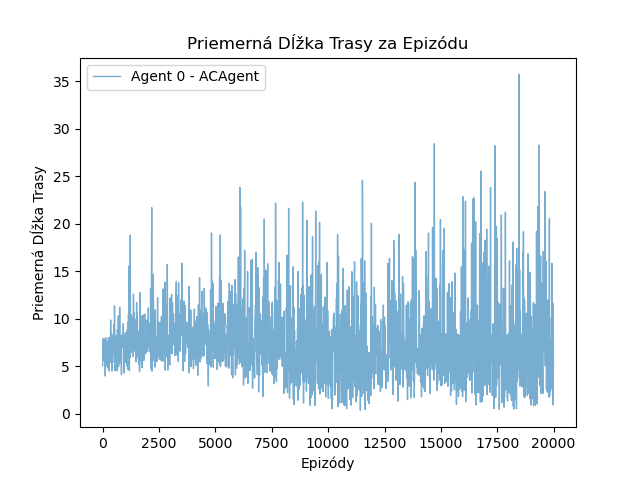 Priemerná Dĺžka Trasy za Epizódu
Agent 0 - ACAgent
Priemerná Dĺžka Trasy
35
30
25
20
15
10
5
0
0 2500 5000 7500 10000 12500 15000 17500 20000
Epizódy